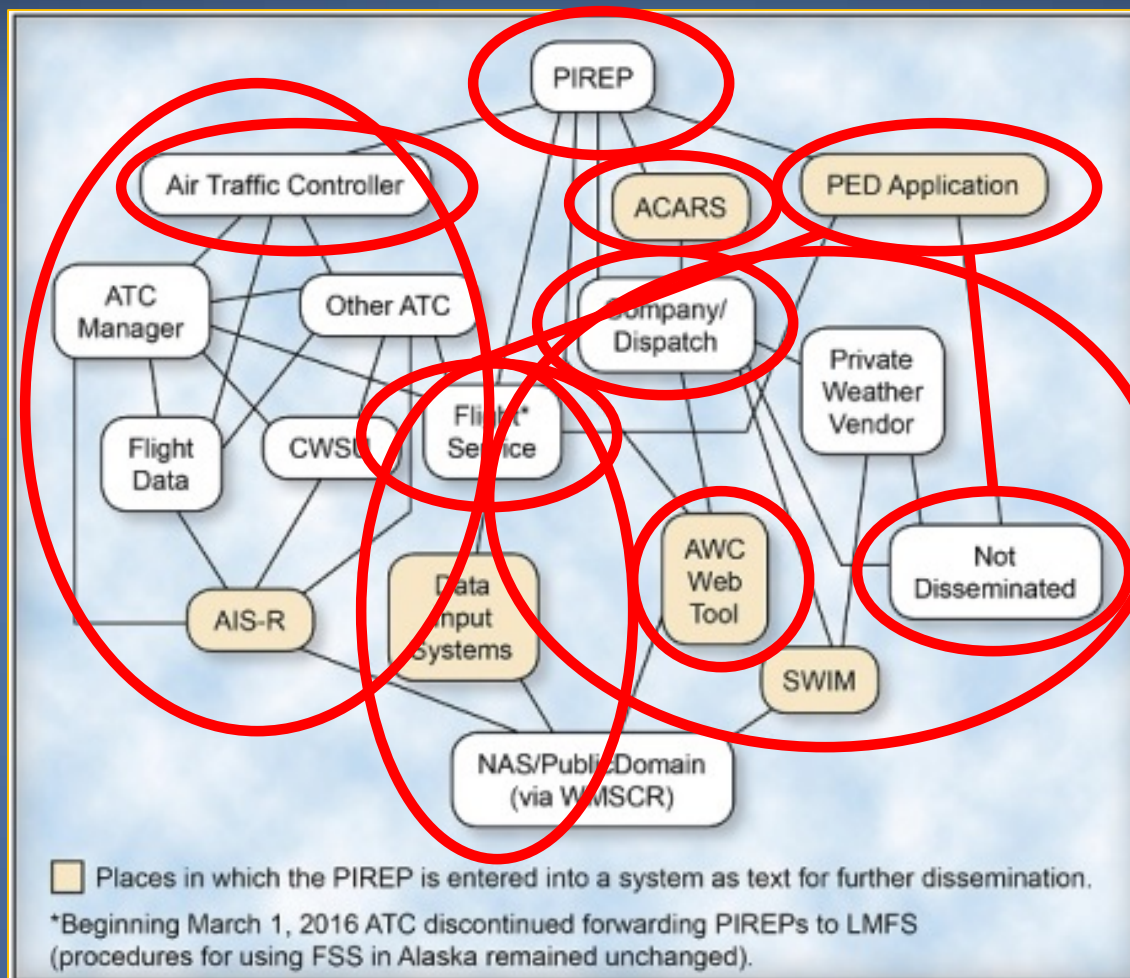 PIREP
Air Traffic Controller
ACARS
PED Application
ATC
Manager
Other ATC
Company/
Dispatch
Private
Weather
Vendor
Flight
Data
CWSU
Flight*
Service
AIS-R
Data
Input
Systems
AWC
Web
Tool
Not
Disseminated
SWIM
NAS/PublicDomain
(via WMSCR)
Places in which the PIREP is entered into a system as text for further dissemination.
*Beginning March 1, 2016 ATC discontinued forwarding PIREPs to LMFS
(procedures for using FSS in Alaska remained unchanged).